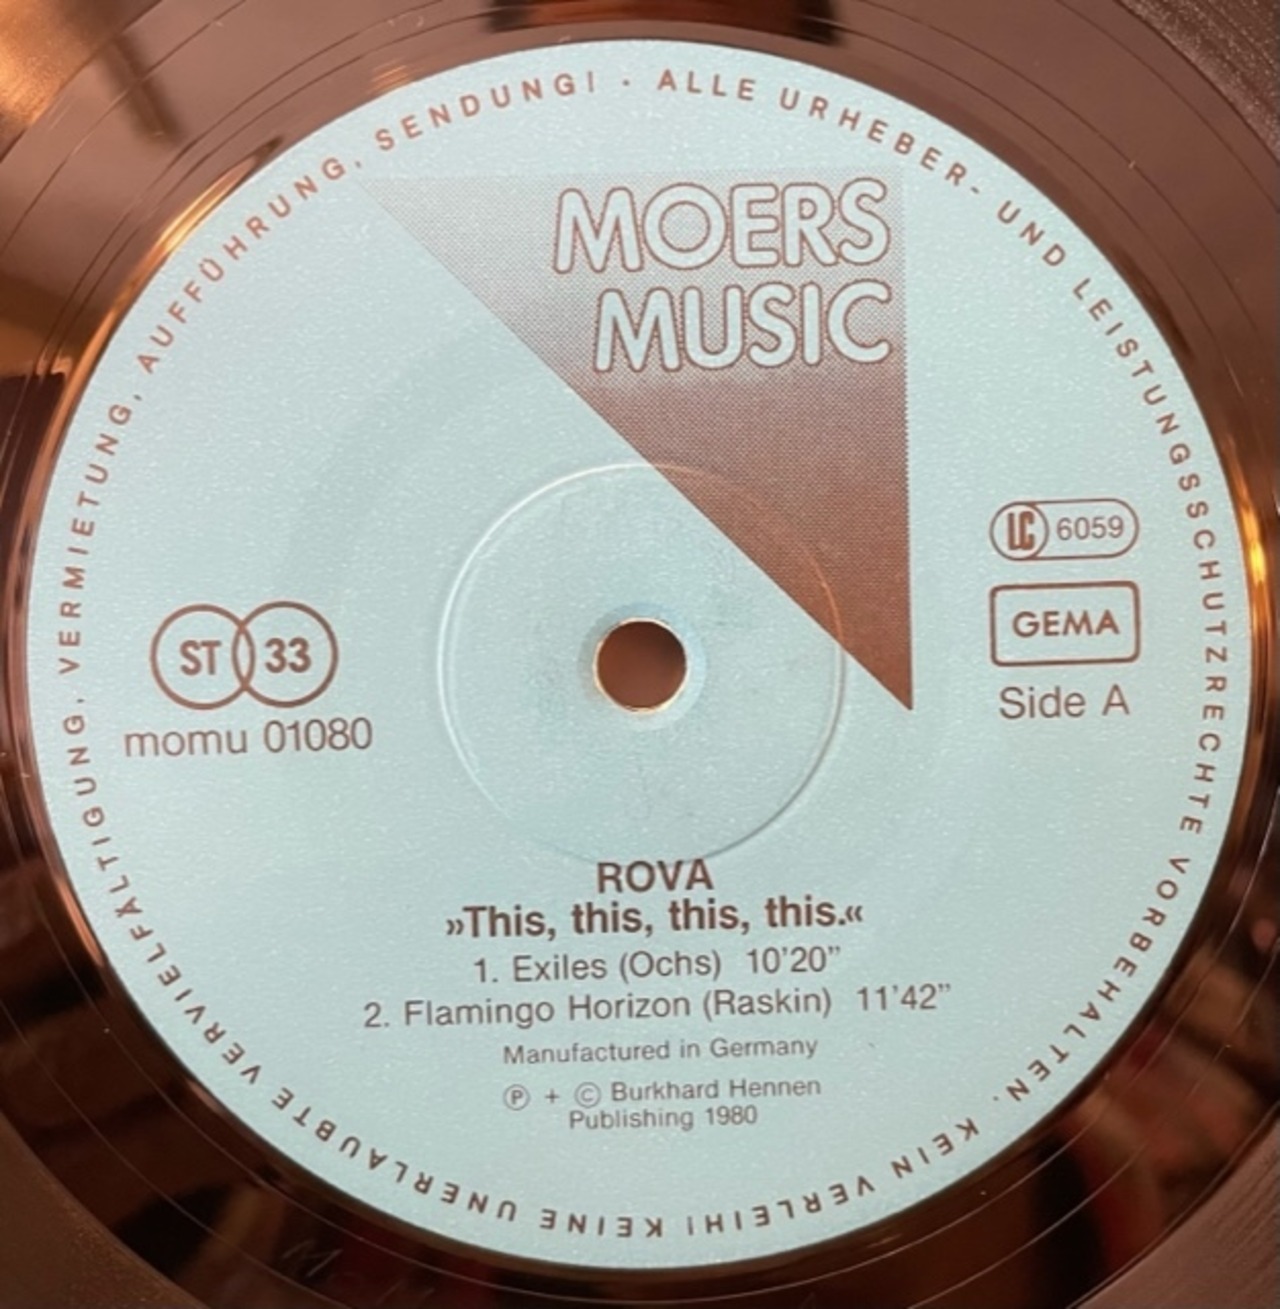 ALLE URHEBER- UND LEISTUNGSSCHUTZRECHTE VORBEHALTEN. KEIN VERLEIH! KEINE UNERLAUBTE VERVIELFÄLTIGUNG, VERMIETUNG, AUFFÜHRUNG, SENDUNG! ·
MOERS
MUSIC
LC 6059
GEMA
Side A
ST 33
momu 01080
ROVA
»This, this, this, this.«
1. Exiles (Ochs) 10’20”
2. Flamingo Horizon (Raskin) 11’42”
Manufactured in Germany
Ⓟ + © Burkhard Hennen
Publishing 1980